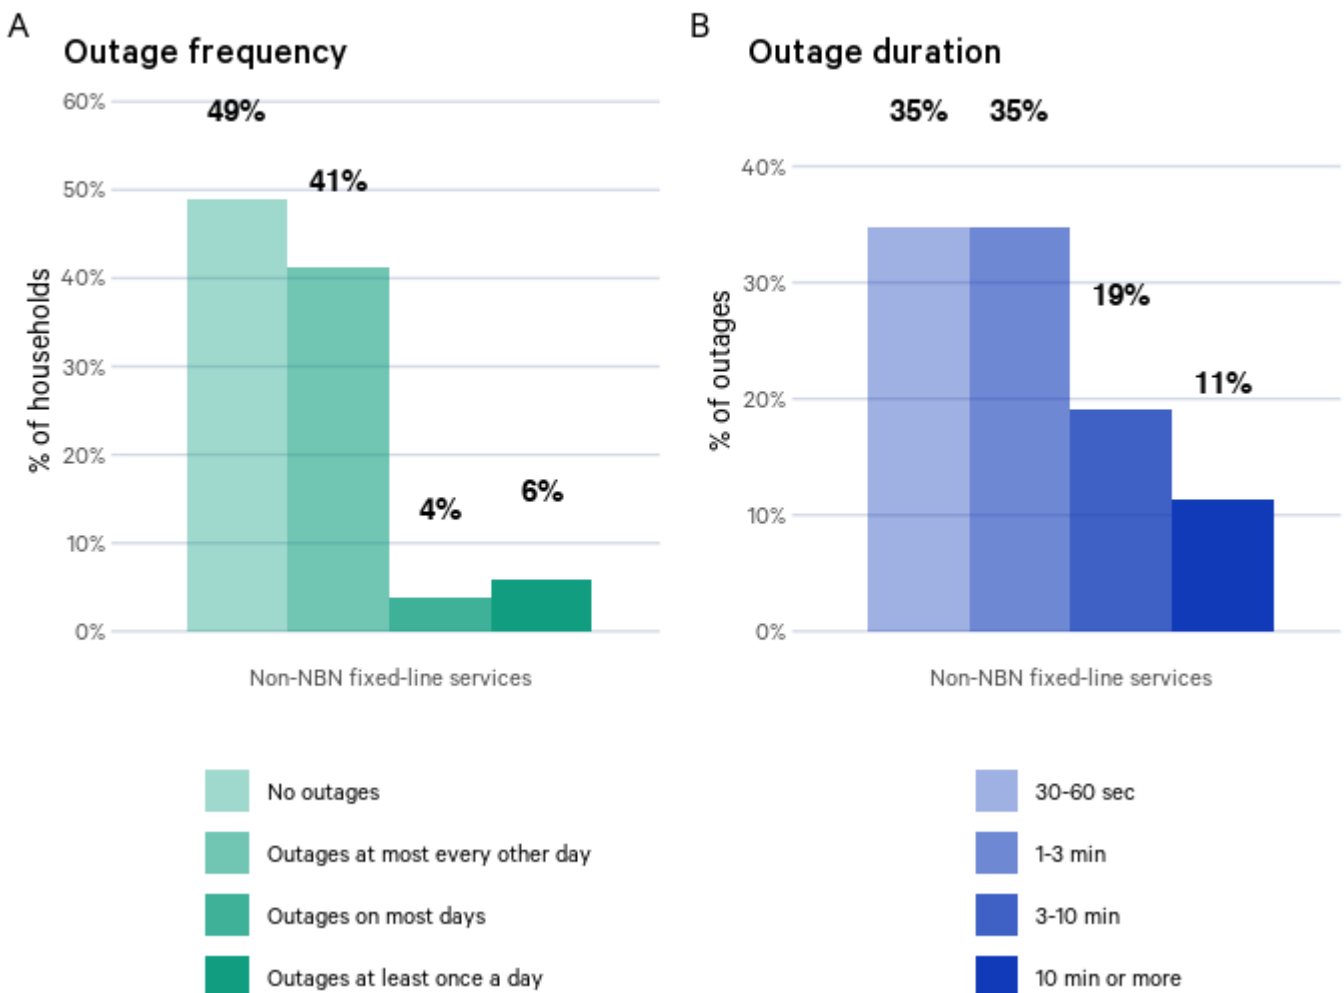 A
Outage frequency
60%
50%
40%
30%
20%
10%
0%
% of households
49%
41%
4%
6%
Non-NBN fixed-line services
No outages
Outages at most every other day
Outages on most days
Outages at least once a day
B
Outage duration
40%
30%
20%
10%
0%
% of outages
35%
35%
19%
11%
Non-NBN fixed-line services
30-60 sec
1-3 min
3-10 min
10 min or more